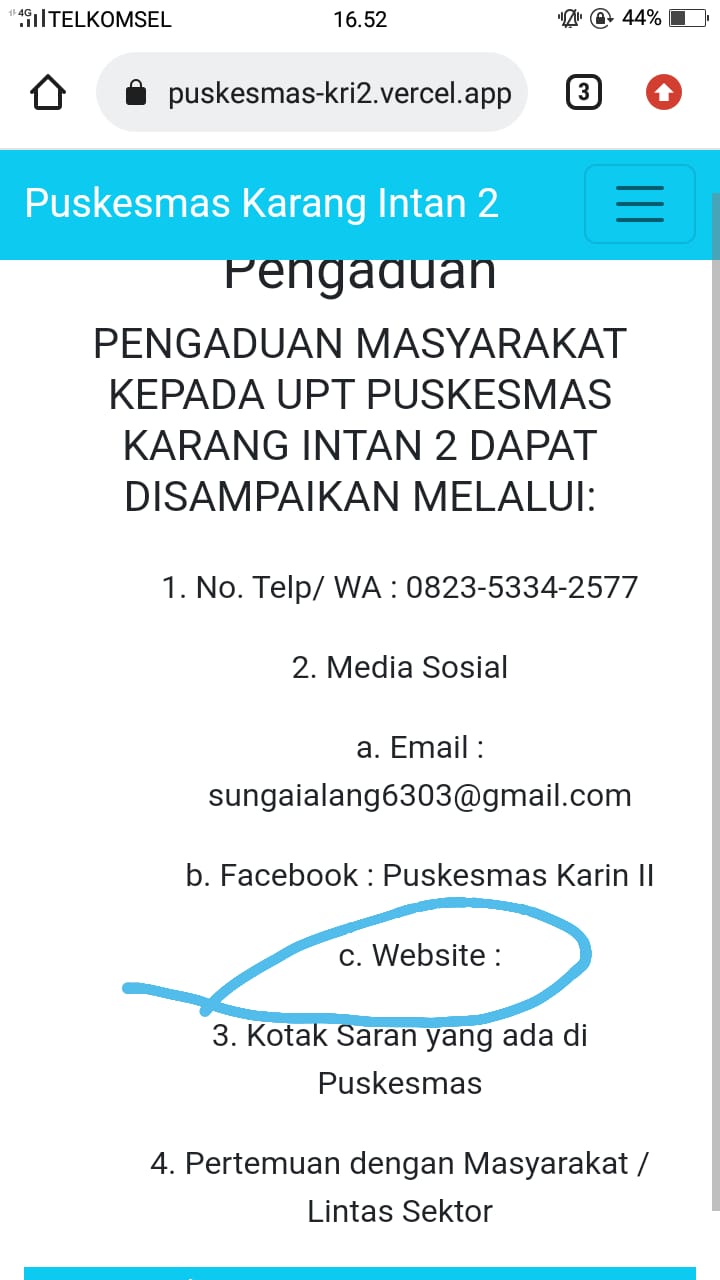 4G TELKOMSEL 16.52 44%
puskesmas-kri2.vercel.app 3
Puskesmas Karang Intan 2
Pengaduan
PENGADUAN MASYARAKAT
KEPADA UPT PUSKESMAS
KARANG INTAN 2 DAPAT
DISAMPAIKAN MELALUI:
1. No. Telp/ WA : 0823-5334-2577
2. Media Sosial
a. Email :
sungaialang6303@gmail.com
b. Facebook : Puskesmas Karin II
c. Website :
3. Kotak Saran yang ada di
Puskesmas
4. Pertemuan dengan Masyarakat /
Lintas Sektor